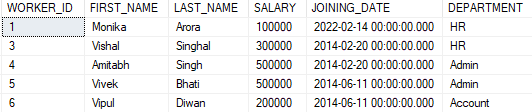 WORKER_ID FIRST_NAME LAST_NAME SALARY JOINING_DATE DEPARTMENT
1 Monika Arora 100000 2022-02-14 00:00:00.000 HR
3 Vishal Singhal 300000 2014-02-20 00:00:00.000 HR
4 Amitabh Singh 500000 2014-02-20 00:00:00.000 Admin
5 Vivek Bhati 500000 2014-06-11 00:00:00.000 Admin
6 Vipul Diwan 200000 2014-06-11 00:00:00.000 Account